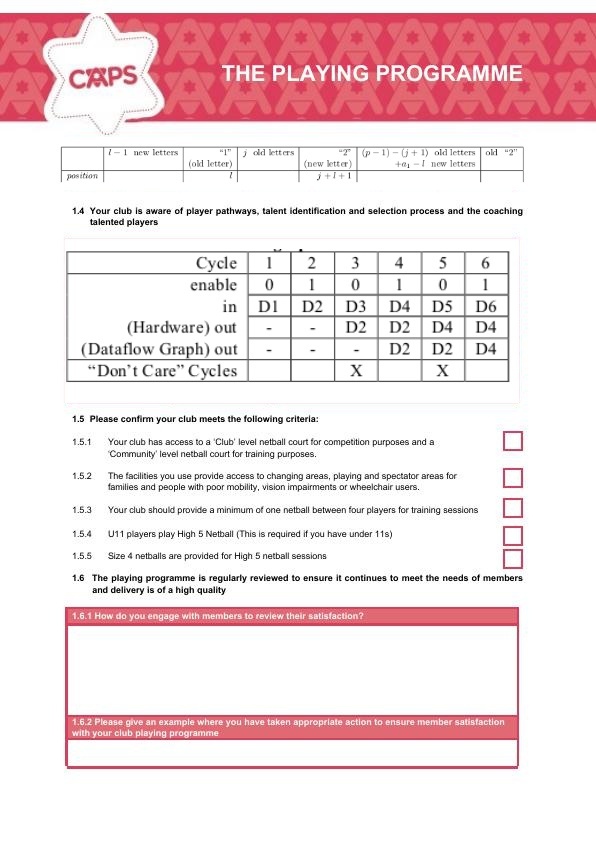 CAPS
THE PLAYING PROGRAMME
l − 1 new letters "1" j old letters "2" (p − 1) − (j + 1) old letters old "2"
(old letter) (new letter) +a₁ − l new letters
position l j + l + 1
1.4 Your club is aware of player pathways, talent identification and selection process and the coaching
talented players
Cycle 1 2 3 4 5 6
enable 0 1 0 1 0 1
in D1 D2 D3 D4 D5 D6
(Hardware) out - - D2 D2 D4 D4
(Dataflow Graph) out - - - D2 D2 D4
"Don't Care" Cycles X X
1.5 Please confirm your club meets the following criteria:
1.5.1 Your club has access to a 'Club' level netball court for competition purposes and a
'Community' level netball court for training purposes.
1.5.2 The facilities you use provide access to changing areas, playing and spectator areas for
families and people with poor mobility, vision impairments or wheelchair users.
1.5.3 Your club should provide a minimum of one netball between four players for training sessions
1.5.4 U11 players play High 5 Netball (This is required if you have under 11s)
1.5.5 Size 4 netballs are provided for High 5 netball sessions
1.6 The playing programme is regularly reviewed to ensure it continues to meet the needs of members
and delivery is of a high quality
1.6.1 How do you engage with members to review their satisfaction?
1.6.2 Please give an example where you have taken appropriate action to ensure member satisfaction
with your club playing programme